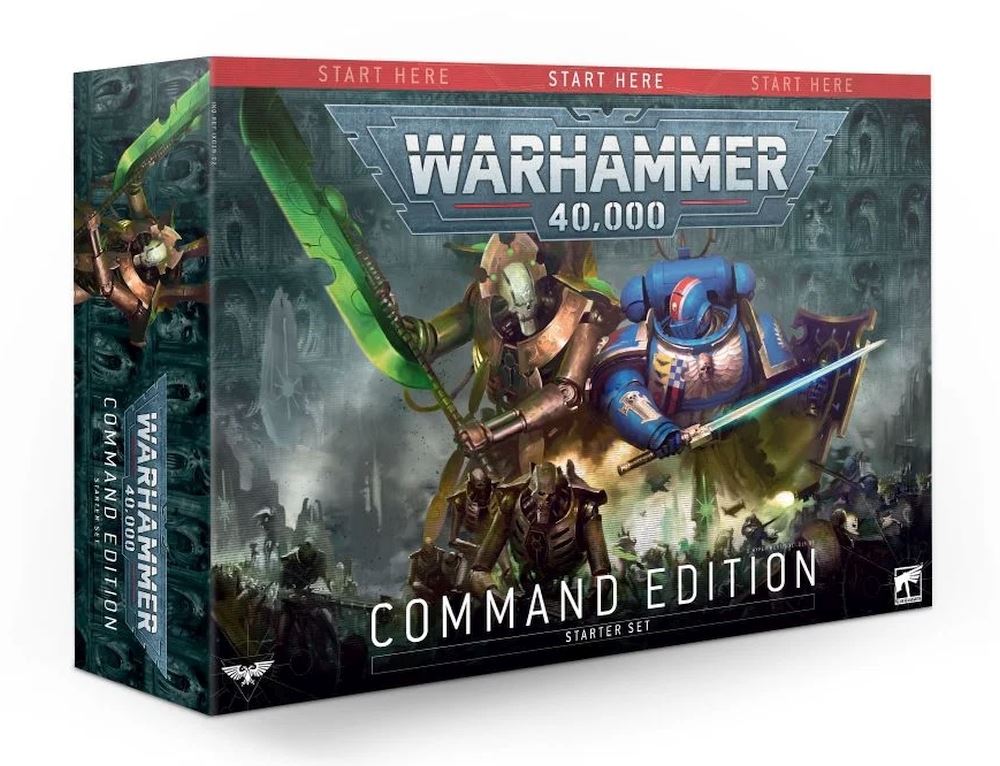 START HERE START HERE START HERE
WARHAMMER
40,000
COMMAND EDITION
STARTER SET
WARHAMMER
40,000
COMMAND EDITION
STARTER SET